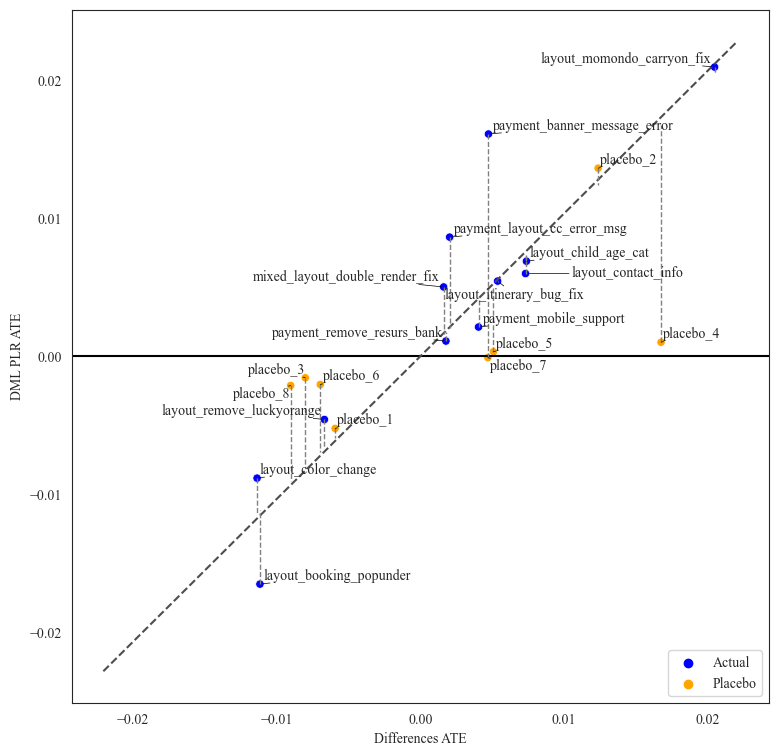 layout_momondo_carryon_fix
0.02
payment_banner_message_error
placebo_2
0.01
payment_layout_cc_error_msg
layout_child_age_cat
mixed_layout_double_render_fix
layout_contact_info
layout_itinerary_bug_fix
payment_mobile_support
payment_remove_resurs_bank
placebo_4
placebo_5
0.00
placebo_7
placebo_3
placebo_6
placebo_8
layout_remove_luckyorange
placebo_1
layout_color_change
−0.01
layout_booking_popunder
−0.02
DML PLR ATE
Actual
Placebo
−0.02 −0.01 0.00 0.01 0.02
Differences ATE